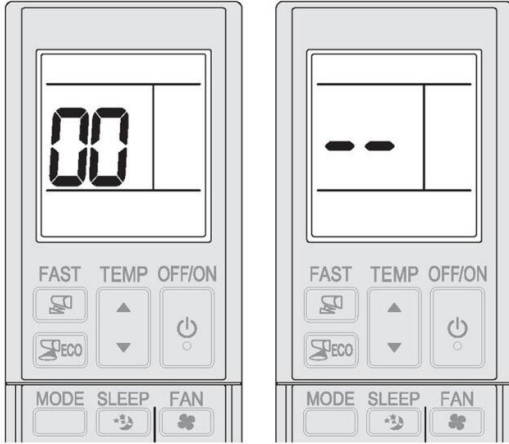 00
FAST TEMP OFF/ON
ECO
MODE SLEEP FAN
--
FAST TEMP OFF/ON
ECO
MODE SLEEP FAN